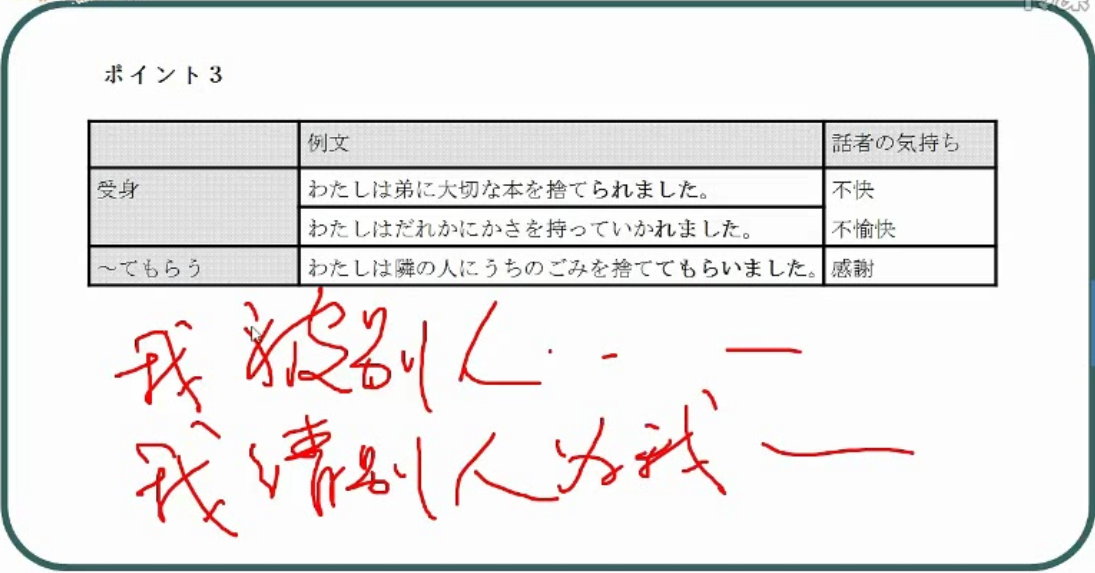 ポイント3
例文 話者の気持ち
受身 わたしは弟に大切な本を捨てられました。 不快
わたしはだれかにかさを持っていかれました。 不愉快
～てもらう わたしは隣の人にうちのごみを捨ててもらいました。 感謝
我被别人
我请别人为我